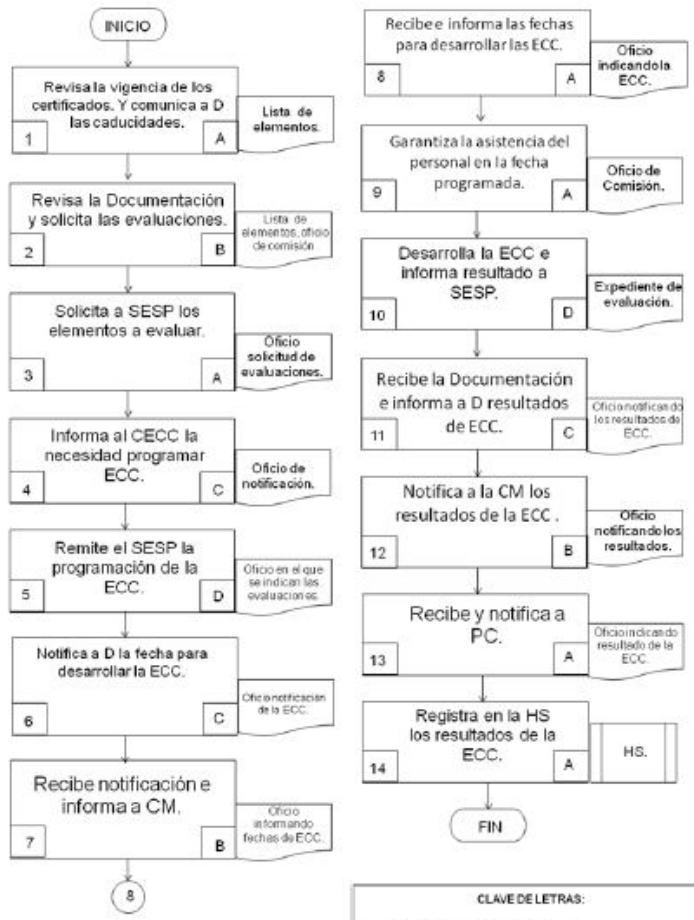 INICIO
Revisa la vigencia de los
certificados. Y comunica a D
las caducidades.
1
A
Lista de
elementos.
Revisa la Documentación
y solicita las evaluaciones.
2
B
Lista de
elementos, oficio
de comisión
Solicita a SESP los
elementos a evaluar.
3
A
Oficio
solicitud de
evaluaciones.
Informa al CECC la
necesidad programar
ECC.
4
C
Oficio de
notificación.
Remite el SESP la
programación de la
ECC.
5
D
Oficio en el que
se indican las
evaluaciones.
Notifica a D la fecha para
desarrollar la ECC.
6
C
Oficio notificación
de la ECC.
Recibe notificación e
informa a CM.
7
B
Oficio
informando
fechas de ECC.
8
Recibe e informa las fechas
para desarrollar las ECC.
8
A
Oficio
indicando la
ECC.
Garantiza la asistencia del
personal en la fecha
programada.
9
A
Oficio de
Comisión.
Desarrolla la ECC e
informa resultado a
SESP.
10
D
Expediente de
evaluación.
Recibe la Documentación
e informa a D resultados
de ECC.
11
C
Oficio notificando
los resultados de
ECC.
Notifica a la CM los
resultados de la ECC .
12
B
Oficio
notificando los
resultados.
Recibe y notifica a
PC.
13
A
Oficio indicando
resultado de la
ECC.
Registra en la HS
los resultados de la
ECC.
14
A
HS.
FIN
CLAVE DE LETRAS: